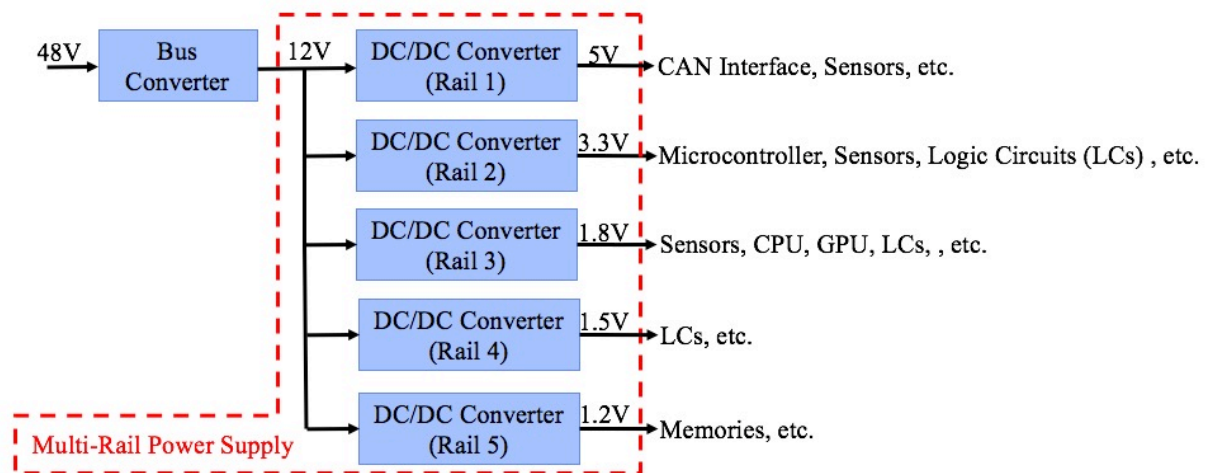 48V
Bus
Converter
12V
DC/DC Converter
(Rail 1)
5V
CAN Interface, Sensors, etc.
DC/DC Converter
(Rail 2)
3.3V
Microcontroller, Sensors, Logic Circuits (LCs) , etc.
DC/DC Converter
(Rail 3)
1.8V
Sensors, CPU, GPU, LCs, , etc.
DC/DC Converter
(Rail 4)
1.5V
LCs, etc.
DC/DC Converter
(Rail 5)
1.2V
Memories, etc.
Multi-Rail Power Supply